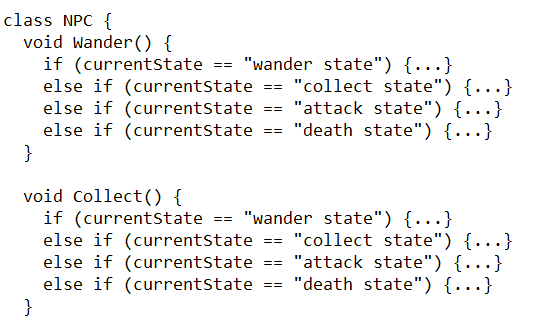 class NPC {
  void Wander() {
    if (currentState == "wander state") {...}
    else if (currentState == "collect state") {...}
    else if (currentState == "attack state") {...}
    else if (currentState == "death state") {...}
  }

  void Collect() {
    if (currentState == "wander state") {...}
    else if (currentState == "collect state") {...}
    else if (currentState == "attack state") {...}
    else if (currentState == "death state") {...}
  }